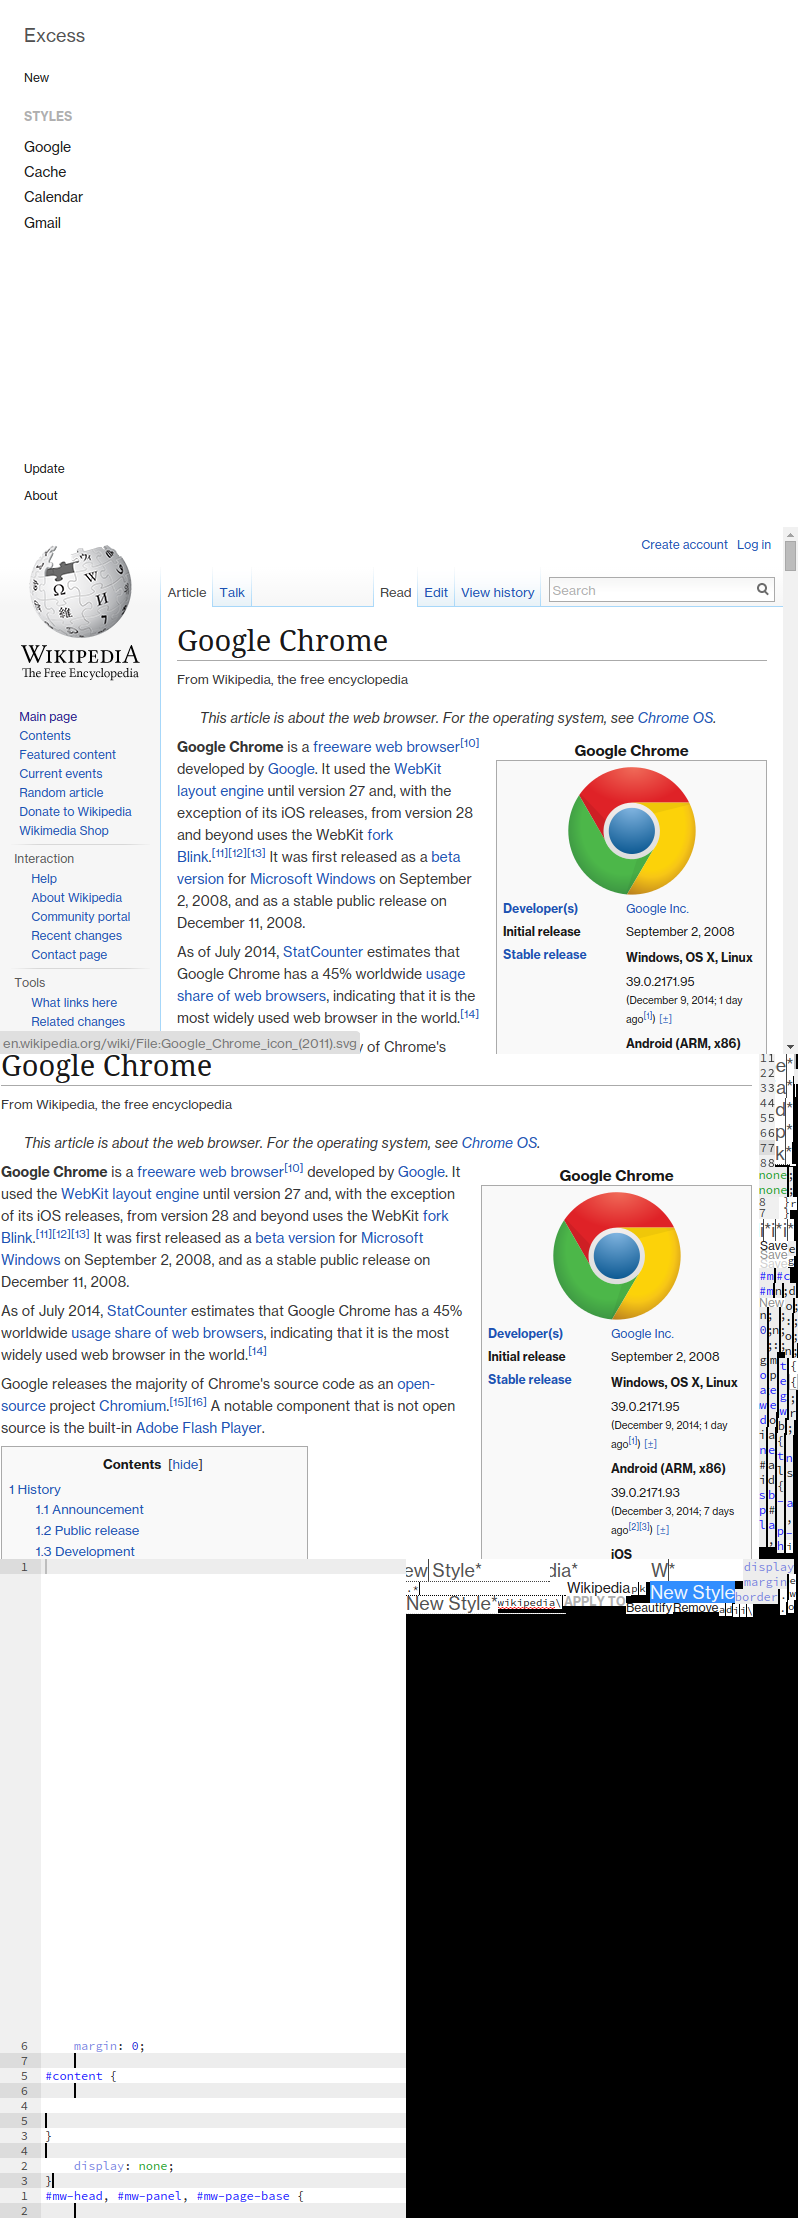 Excess
New
STYLES
Google
Cache
Calendar
Gmail
Update
About
Create account Log in
Article Talk Read Edit View history Search
WIKIPEDIA
The Free Encyclopedia
Main page
Contents
Featured content
Current events
Random article
Donate to Wikipedia
Wikimedia Shop
Interaction
Help
About Wikipedia
Community portal
Recent changes
Contact page
Tools
What links here
Related changes
en.wikipedia.org/wiki/File:Google_Chrome_icon_(2011).svg
Google Chrome
From Wikipedia, the free encyclopedia
This article is about the web browser. For the operating system, see Chrome OS.
Google Chrome is a freeware web browser[10]
developed by Google. It used the WebKit
layout engine until version 27 and, with the
exception of its iOS releases, from version 28
and beyond uses the WebKit fork
Blink.[11][12][13] It was first released as a beta
version for Microsoft Windows on September
2, 2008, and as a stable public release on
December 11, 2008.
As of July 2014, StatCounter estimates that
Google Chrome has a 45% worldwide usage
share of web browsers, indicating that it is the
most widely used web browser in the world.[14]
y of Chrome's
Google Chrome
Developer(s) Google Inc.
Initial release September 2, 2008
Stable release Windows, OS X, Linux
39.0.2171.95
(December 9, 2014; 1 day
ago[1]) [±]
Android (ARM, x86)
Google Chrome
From Wikipedia, the free encyclopedia
This article is about the web browser. For the operating system, see Chrome OS.
Google Chrome is a freeware web browser[10] developed by Google. It
used the WebKit layout engine until version 27 and, with the exception
of its iOS releases, from version 28 and beyond uses the WebKit fork
Blink.[11][12][13] It was first released as a beta version for Microsoft
Windows on September 2, 2008, and as a stable public release on
December 11, 2008.
As of July 2014, StatCounter estimates that Google Chrome has a 45%
worldwide usage share of web browsers, indicating that it is the most
widely used web browser in the world.[14]
Google releases the majority of Chrome's source code as an open-
source project Chromium.[15][16] A notable component that is not open
source is the built-in Adobe Flash Player.
Contents [hide]
1 History
1.1 Announcement
1.2 Public release
1.3 Development
Google Chrome
Developer(s) Google Inc.
Initial release September 2, 2008
Stable release Windows, OS X, Linux
39.0.2171.95
(December 9, 2014; 1 day
ago[1]) [±]
Android (ARM, x86)
39.0.2171.93
(December 3, 2014; 7 days
ago[2][3]) [±]
iOS
11
22
33
44
55
66
77
88
none;
none;
8
7
Save
Save
Save
New
1
ew Style* dia* W* display
.* Wikipedia New Style margin
New Style* wikipedia\ APPLY TO border
Beautify Remove
6 margin: 0;
7
5 #content {
6
4
5
3 }
4
2 display: none;
3 }
1 #mw-head, #mw-panel, #mw-page-base {
2